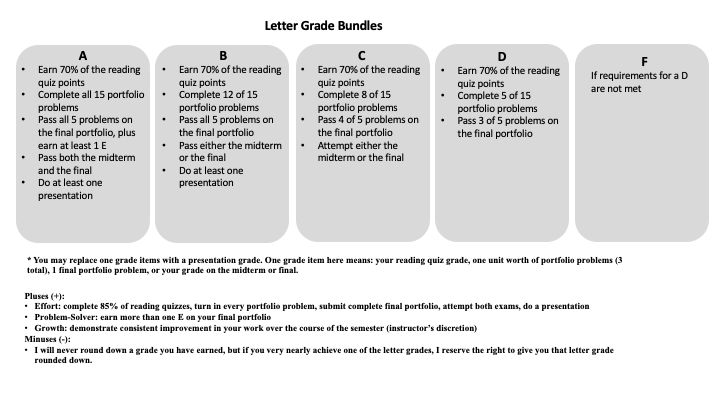 Letter Grade Bundles
A
• Earn 70% of the reading
quiz points
• Complete all 15 portfolio
problems
• Pass all 5 problems on
the final portfolio, plus
earn at least 1 E
• Pass both the midterm
and the final
• Do at least one
presentation
B
• Earn 70% of the reading
quiz points
• Complete 12 of 15
portfolio problems
• Pass all 5 problems on
the final portfolio
• Pass either the midterm
or the final
• Do at least one
presentation
C
• Earn 70% of the reading
quiz points
• Complete 8 of 15
portfolio problems
• Pass 4 of 5 problems on
the final portfolio
• Attempt either the
midterm or the final
D
• Earn 70% of the reading
quiz points
• Complete 5 of 15
portfolio problems
• Pass 3 of 5 problems on
the final portfolio
F
If requirements for a D
are not met
* You may replace one grade items with a presentation grade. One grade item here means: your reading quiz grade, one unit worth of portfolio problems (3
total), 1 final portfolio problem, or your grade on the midterm or final.
Pluses (+):
• Effort: complete 85% of reading quizzes, turn in every portfolio problem, submit complete final portfolio, attempt both exams, do a presentation
• Problem-Solver: earn more than one E on your final portfolio
• Growth: demonstrate consistent improvement in your work over the course of the semester (instructor's discretion)
Minuses (-):
• I will never round down a grade you have earned, but if you very nearly achieve one of the letter grades, I reserve the right to give you that letter grade
rounded down.